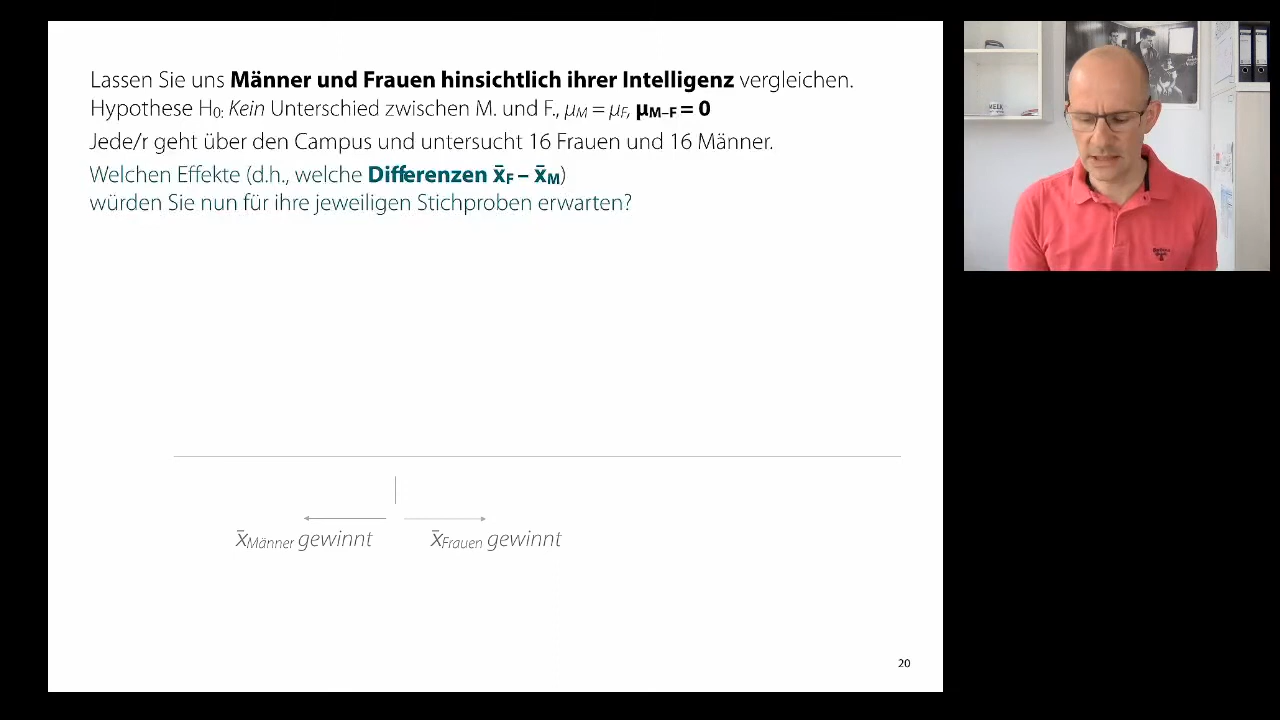 Lassen Sie uns Männer und Frauen hinsichtlich ihrer Intelligenz vergleichen.
Hypothese H0: Kein Unterschied zwischen M. und F., μM = μF, μM–F = 0
Jede/r geht über den Campus und untersucht 16 Frauen und 16 Männer.
Welchen Effekte (d.h., welche Differenzen x̄F – x̄M)
würden Sie nun für ihre jeweiligen Stichproben erwarten?
x̄Männer gewinnt
x̄Frauen gewinnt
20